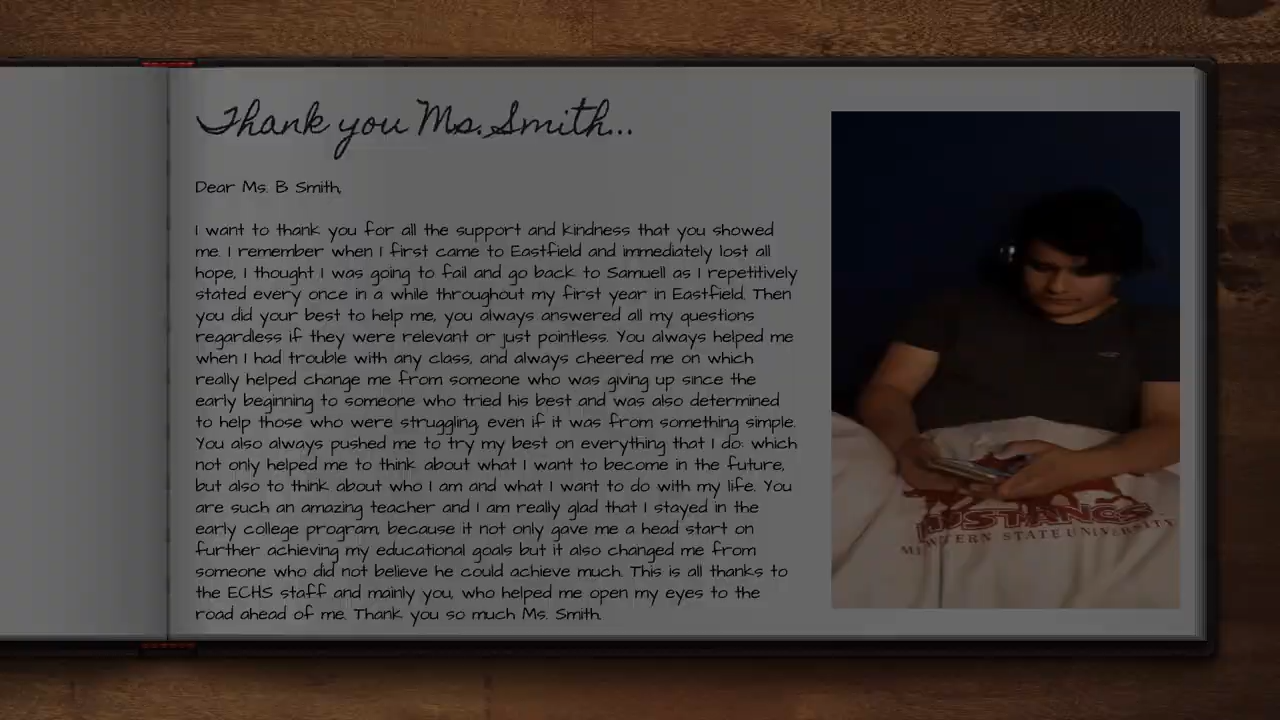 Thank you Ms. Smith...
Dear Ms. B Smith,
I want to thank you for all the support and kindness that you showed
me. I remember when I first came to Eastfield and immediately lost all
hope, I thought I was going to fail and go back to Samuell as I repetitively
stated every once in a while throughout my first year in Eastfield. Then
you did your best to help me, you always answered all my questions
regardless if they were relevant or just pointless. You always helped me
when I had trouble with any class, and always cheered me on which
really helped change me from someone who was giving up since the
early beginning to someone who tried his best and was also determined
to help those who were struggling, even if it was from something simple.
You also always pushed me to try my best on everything that I do: which
not only helped me to think about what I want to become in the future,
but also to think about who I am and what I want to do with my life. You
are such an amazing teacher and I am really glad that I stayed in the
early college program, because it not only gave me a head start on
further achieving my educational goals but it also changed me from
someone who did not believe he could achieve much. This is all thanks to
the ECHS staff and mainly you, who helped me open my eyes to the
road ahead of me. Thank you so much Ms. Smith.
MUSTANGS
STATE UNIVERSITY